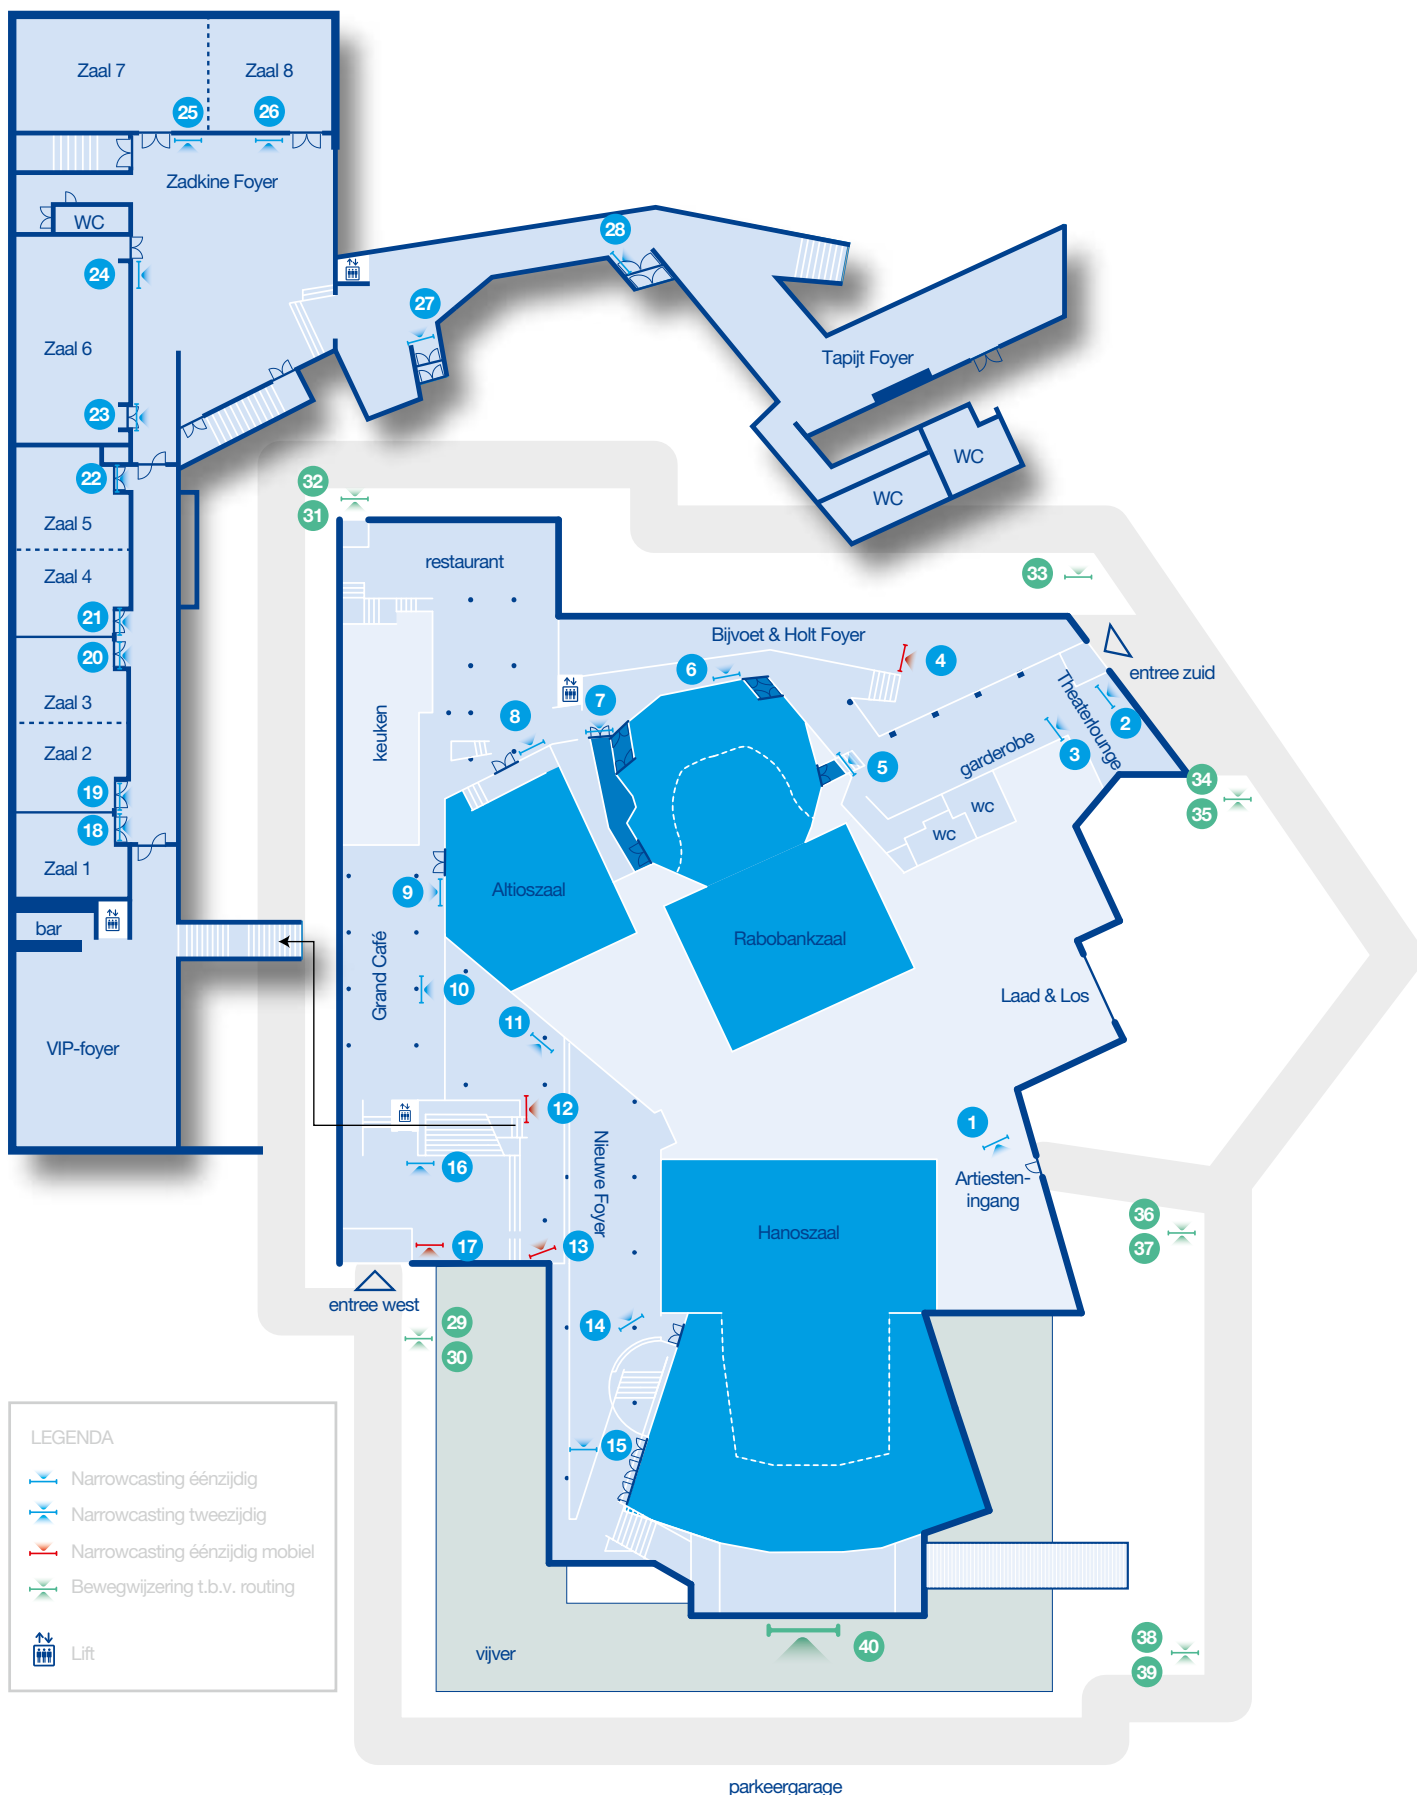 Zaal 7
Zaal 8
25
26
Zadkine Foyer
WC
28
24
27
Zaal 6
Tapijt Foyer
23
WC
22
32
WC
31
Zaal 5
restaurant
33
Zaal 4
21
Bijvoet & Holt Foyer
20
6
4
entree zuid
7
Zaal 3
Theaterlounge
8
2
keuken
garderobe
3
Zaal 2
5
34
19
wc
35
18
wc
Zaal 1
9
Altioszaal
bar
Rabobankzaal
Grand Café
10
Laad & Los
11
VIP-foyer
12
1
Nieuwe Foyer
16
Artiesten-
ingang
36
Hanoszaal
17
13
37
entree west
29
14
30
LEGENDA
15
Narrowcasting éénzijdig
Narrowcasting tweezijdig
Narrowcasting éénzijdig mobiel
Bewegwijzering t.b.v. routing
Lift
vijver
40
38
39
parkeergarage